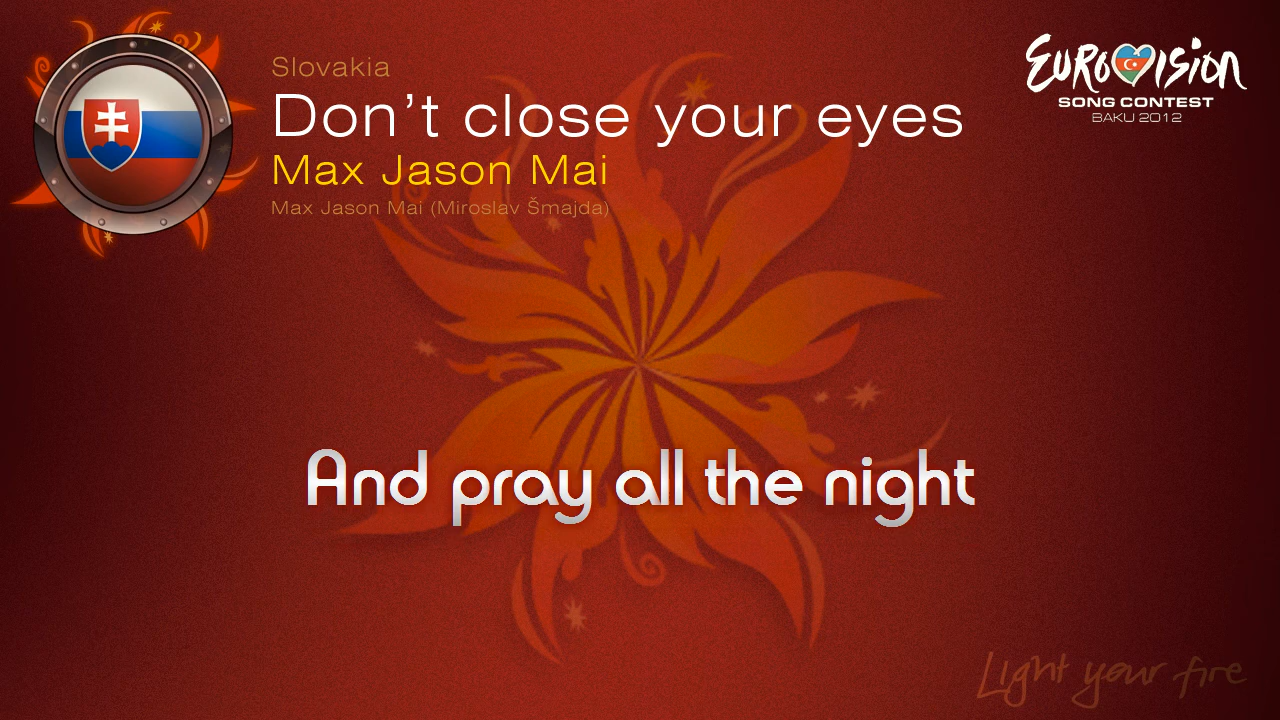 Slovakia
Don't close your eyes
Max Jason Mai
Max Jason Mai (Miroslav Šmajda)
EUROVISION
SONG CONTEST
BAKU 2012
And pray all the night
Light your fire